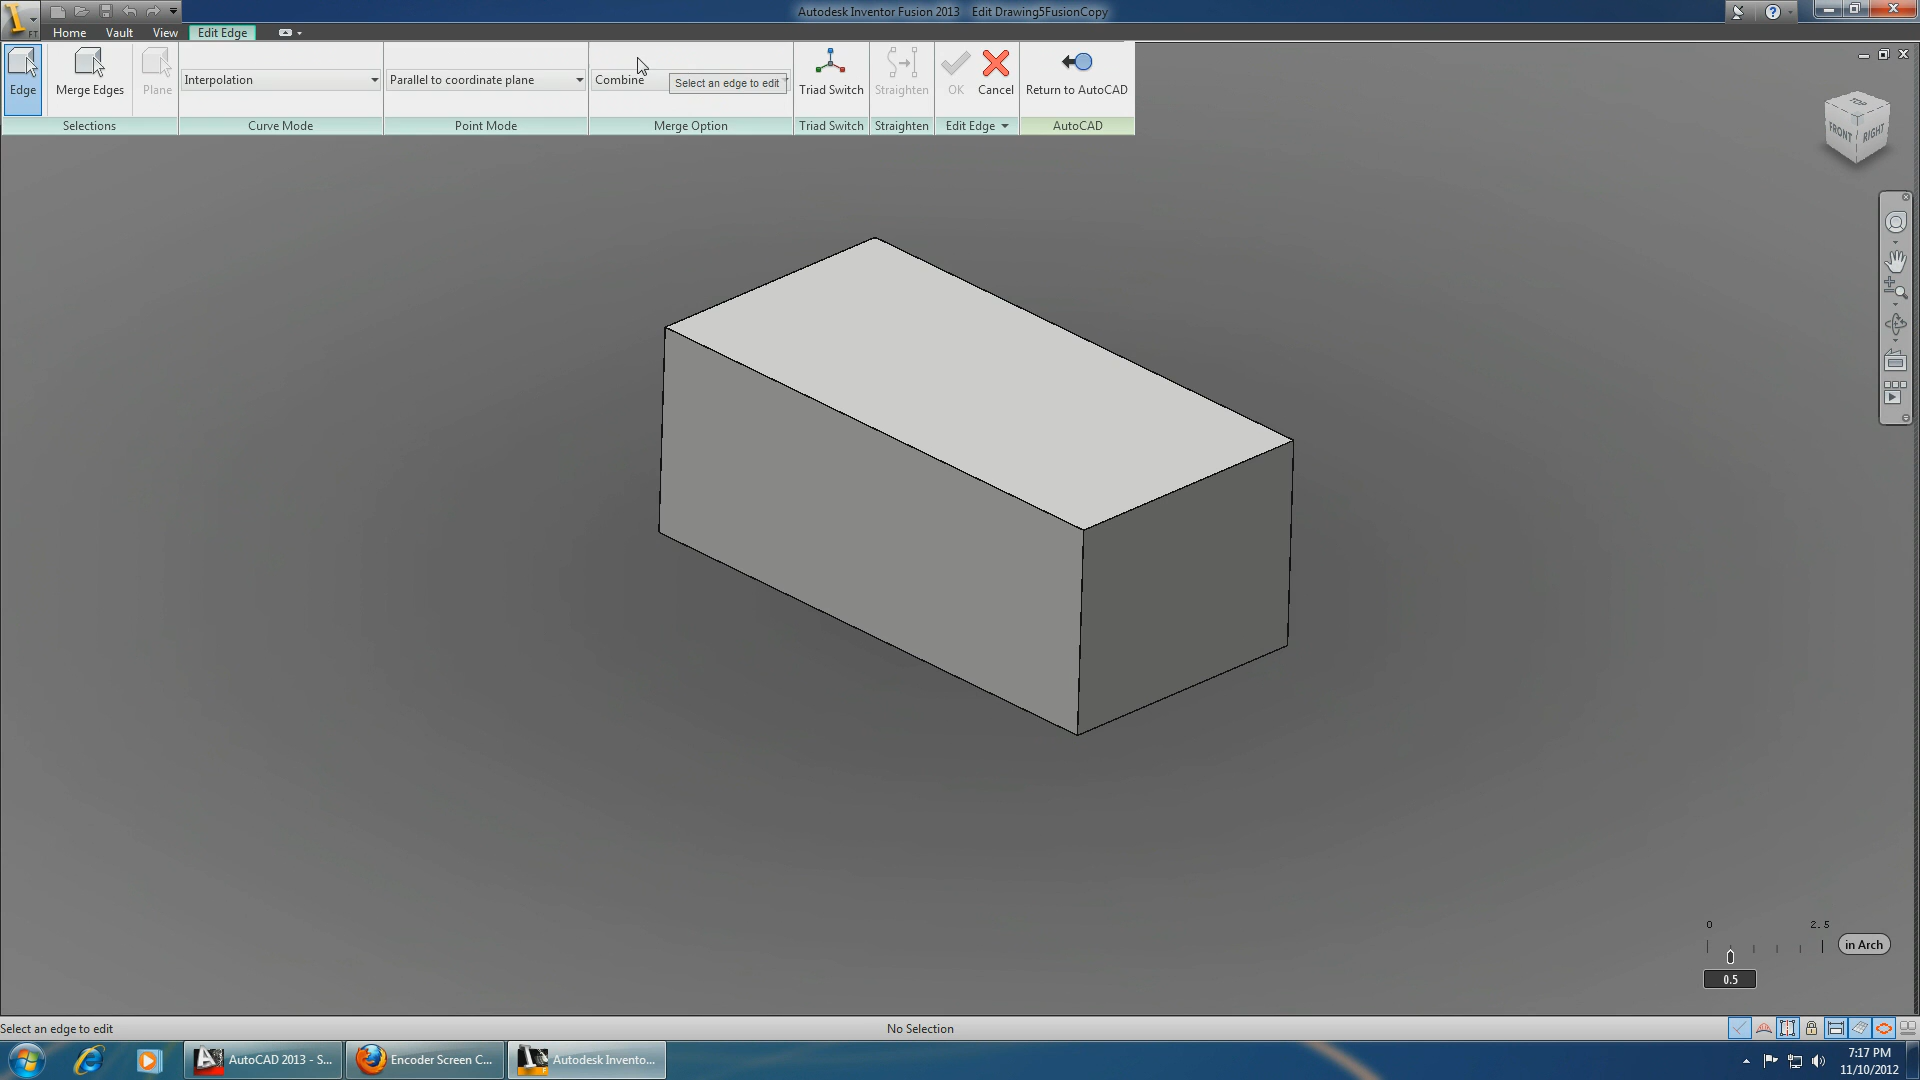 Autodesk Inventor Fusion 2013   Edit Drawing5FusionCopy
FT
Home   Vault   View   Edit Edge
Edge   Merge Edges   Plane   Interpolation   Parallel to coordinate plane   Combine   Select an edge to edit   Triad Switch   Straighten   OK   Cancel   Return to AutoCAD
Selections   Curve Mode   Point Mode   Merge Option   Triad Switch   Straighten   Edit Edge   AutoCAD
TOP
FRONT   RIGHT
0   2.5
in Arch
0.5
Select an edge to edit   No Selection
AutoCAD 2013 - S...   Encoder Screen C...   Autodesk Invento...   7:17 PM
11/10/2012